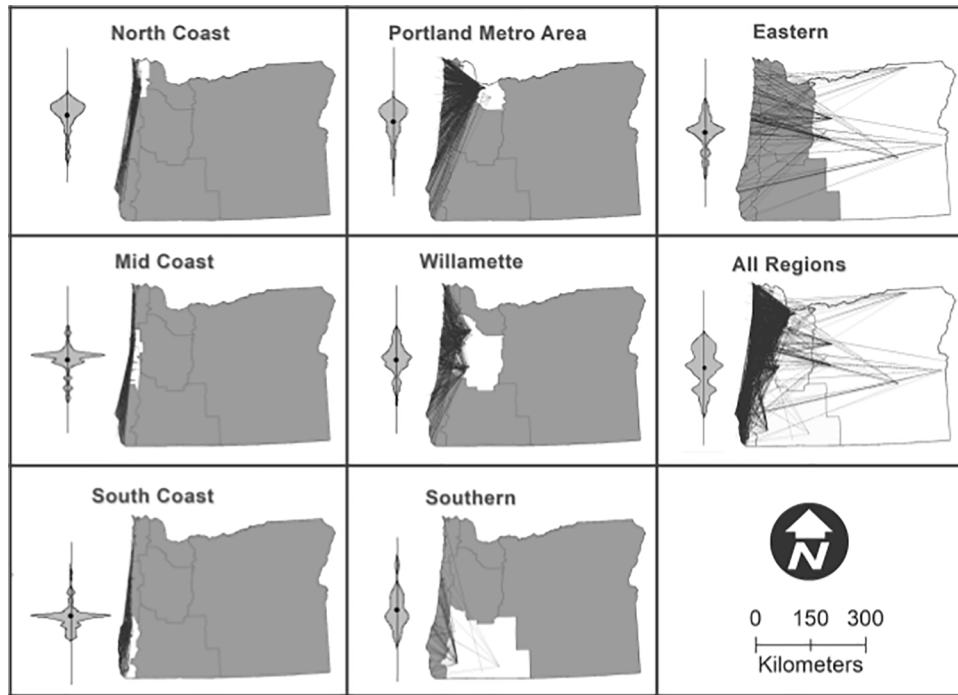 North Coast
Portland Metro Area
Eastern
Mid Coast
Willamette
All Regions
South Coast
Southern
N
0 150 300
Kilometers